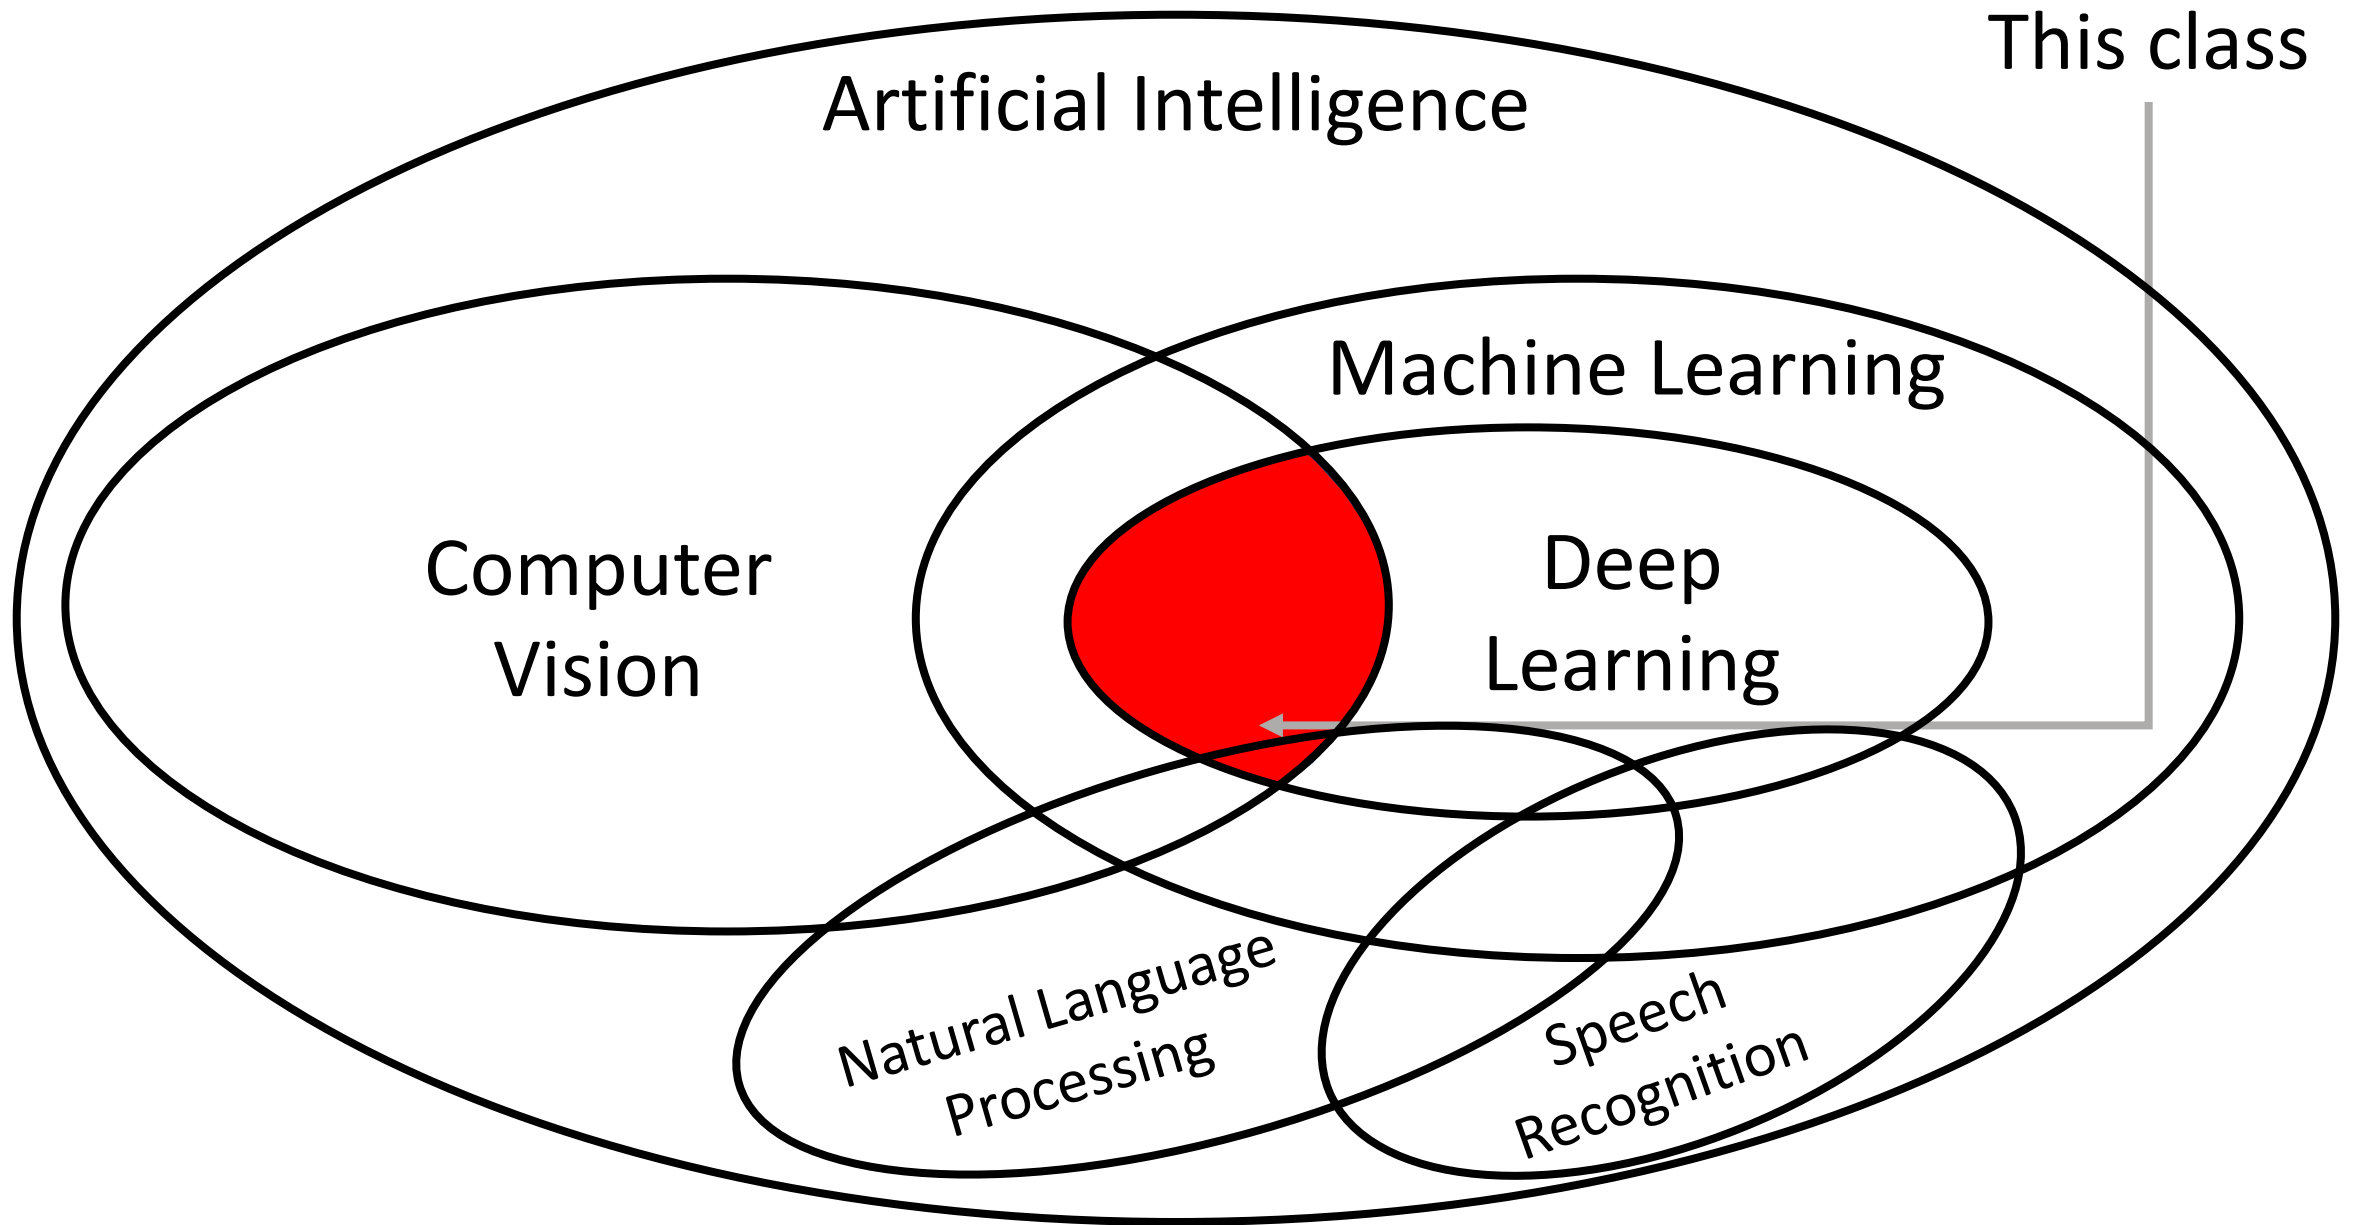 This class
Artificial Intelligence
Machine Learning
Computer
Vision
Deep
Learning
Natural Language
Processing
Speech
Recognition